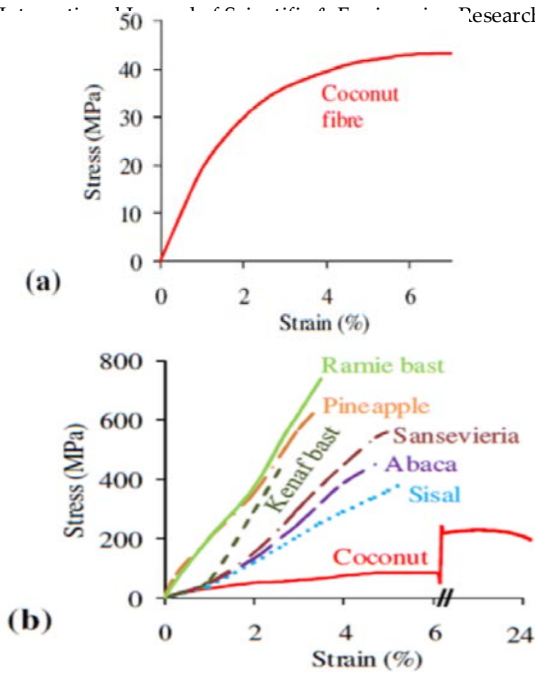 Research
50
40
30
20
10
0
Stress (MPa)
Coconut
fibre
(a)
0 2 4 6
Strain (%)
800
600
400
200
0
Stress (MPa)
Ramie bast
Pineapple
Kenaf bast
Sansevieria
Abaca
Sisal
Coconut
(b)
0 2 4 6 24
Strain (%)